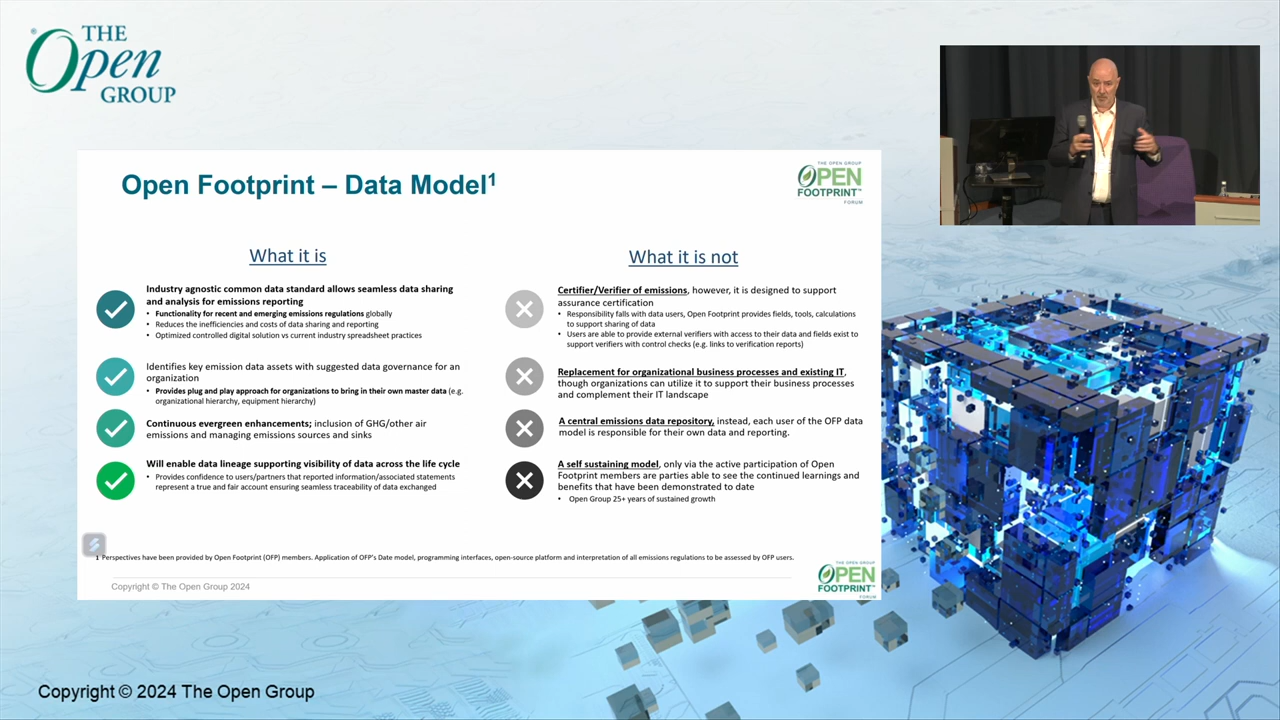 THE
Open
GROUP
Open Footprint – Data Model¹
THE OPEN GROUP
OPEN
FOOTPRINT™
FORUM
What it is
Industry agnostic common data standard allows seamless data sharing
and analysis for emissions reporting
• Functionality for recent and emerging emissions regulations globally
• Reduces the inefficiencies and costs of data sharing and reporting
• Optimized controlled digital solution vs current industry spreadsheet practices
Identifies key emission data assets with suggested data governance for an
organization
• Provides plug and play approach for organizations to bring in their own master data (e.g.
organizational hierarchy, equipment hierarchy)
Continuous evergreen enhancements; inclusion of GHG/other air
emissions and managing emissions sources and sinks
Will enable data lineage supporting visibility of data across the life cycle
• Provides confidence to users/partners that reported information/associated statements
represent a true and fair account ensuring seamless traceability of data exchanged
What it is not
Certifier/Verifier of emissions, however, it is designed to support
assurance certification
• Responsibility falls with data users, Open Footprint provides fields, tools, calculations
to support sharing of data
• Users are able to provide external verifiers with access to their data and fields exist to
support verifiers with control checks (e.g. links to verification reports)
Replacement for organizational business processes and existing IT,
though organizations can utilize it to support their business processes
and complement their IT landscape
A central emissions data repository, instead, each user of the OFP data
model is responsible for their own data and reporting.
A self sustaining model, only via the active participation of Open
Footprint members are parties able to see the continued learnings and
benefits that have been demonstrated to date
• Open Group 25+ years of sustained growth
1 Perspectives have been provided by Open Footprint (OFP) members. Application of OFP's Date model, programming interfaces, open-source platform and interpretation of all emissions regulations to be assessed by OFP users.
Copyright © The Open Group 2024
THE OPEN GROUP
OPEN
FOOTPRINT™
FORUM
Copyright © 2024 The Open Group